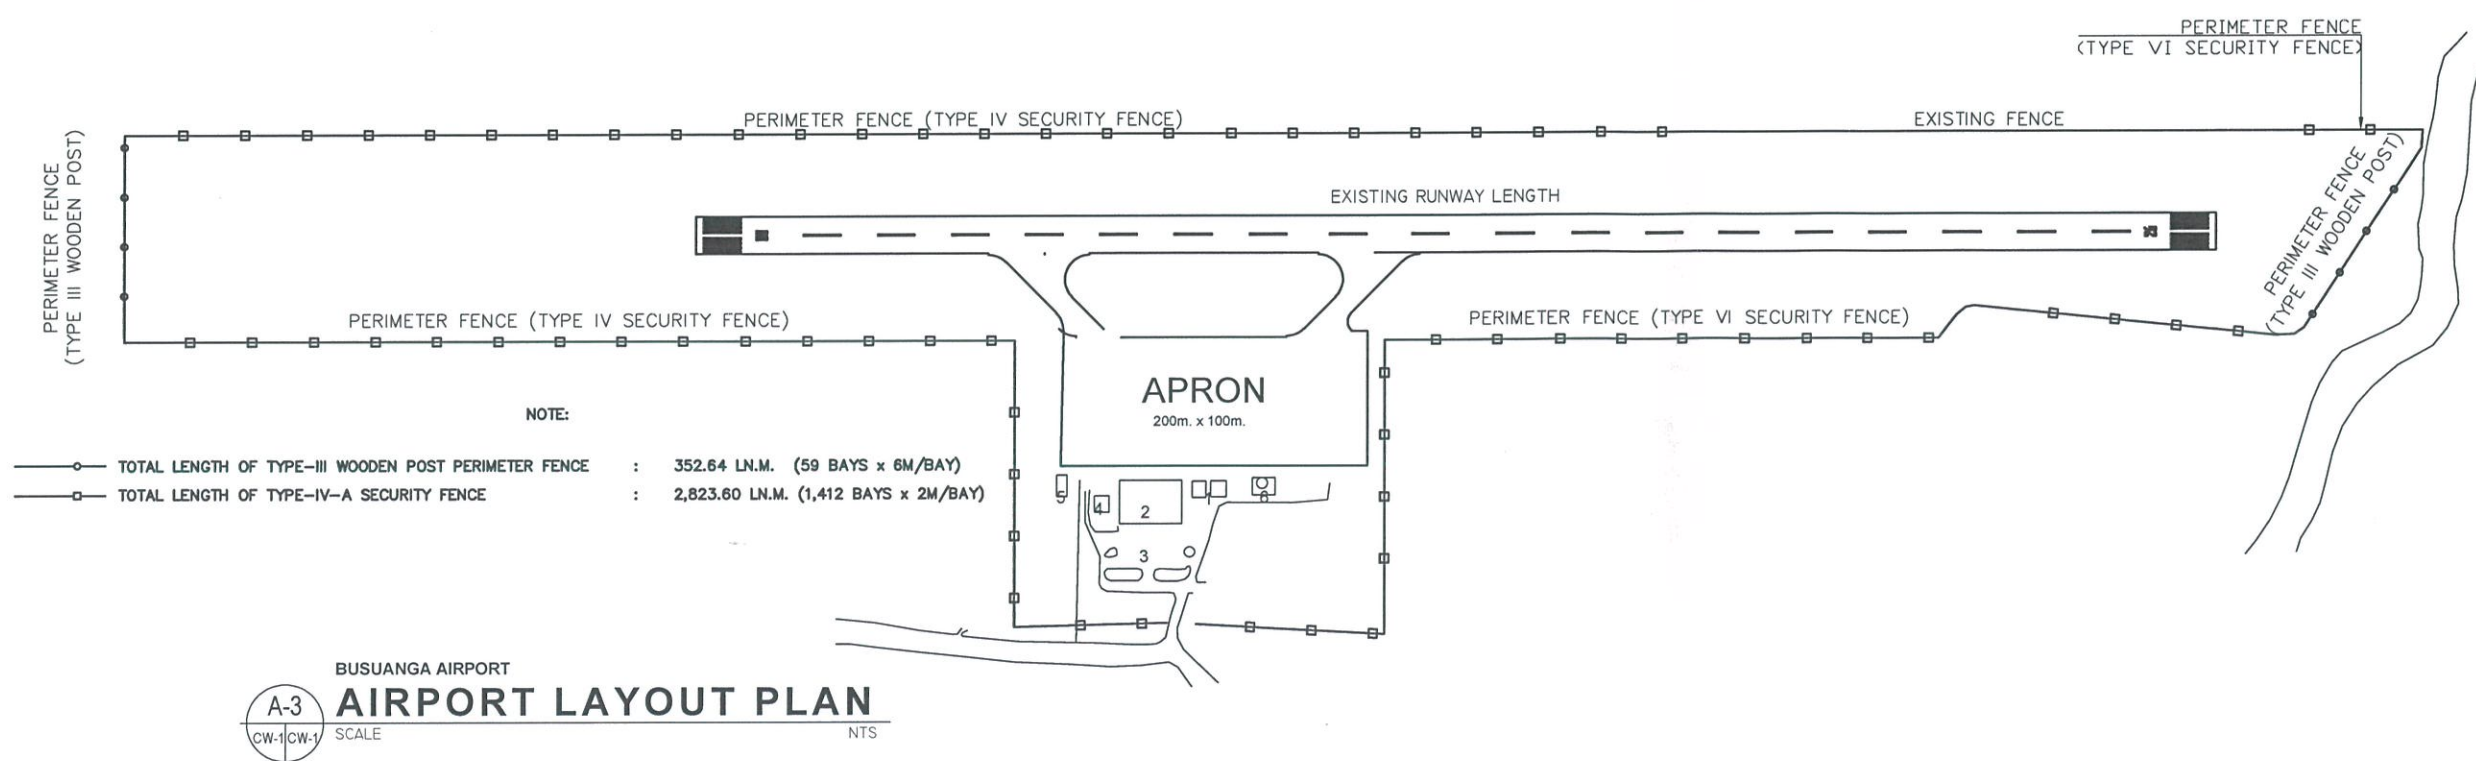 PERIMETER FENCE
(TYPE VI SECURITY FENCE)
PERIMETER FENCE (TYPE IV SECURITY FENCE)
EXISTING FENCE
PERIMETER FENCE
(TYPE III WOODEN POST)
EXISTING RUNWAY LENGTH
PERIMETER FENCE
(TYPE III WOODEN POST)
PERIMETER FENCE (TYPE IV SECURITY FENCE)
PERIMETER FENCE (TYPE VI SECURITY FENCE)
APRON
200m. x 100m.
NOTE:
TOTAL LENGTH OF TYPE-III WOODEN POST PERIMETER FENCE : 352.64 LN.M. (59 BAYS x 6M/BAY)
TOTAL LENGTH OF TYPE-IV-A SECURITY FENCE : 2,823.60 LN.M. (1,412 BAYS x 2M/BAY)
5
4
2
1
6
3
BUSUANGA AIRPORT
A-3
AIRPORT LAYOUT PLAN
CW-1 CW-1
SCALE NTS